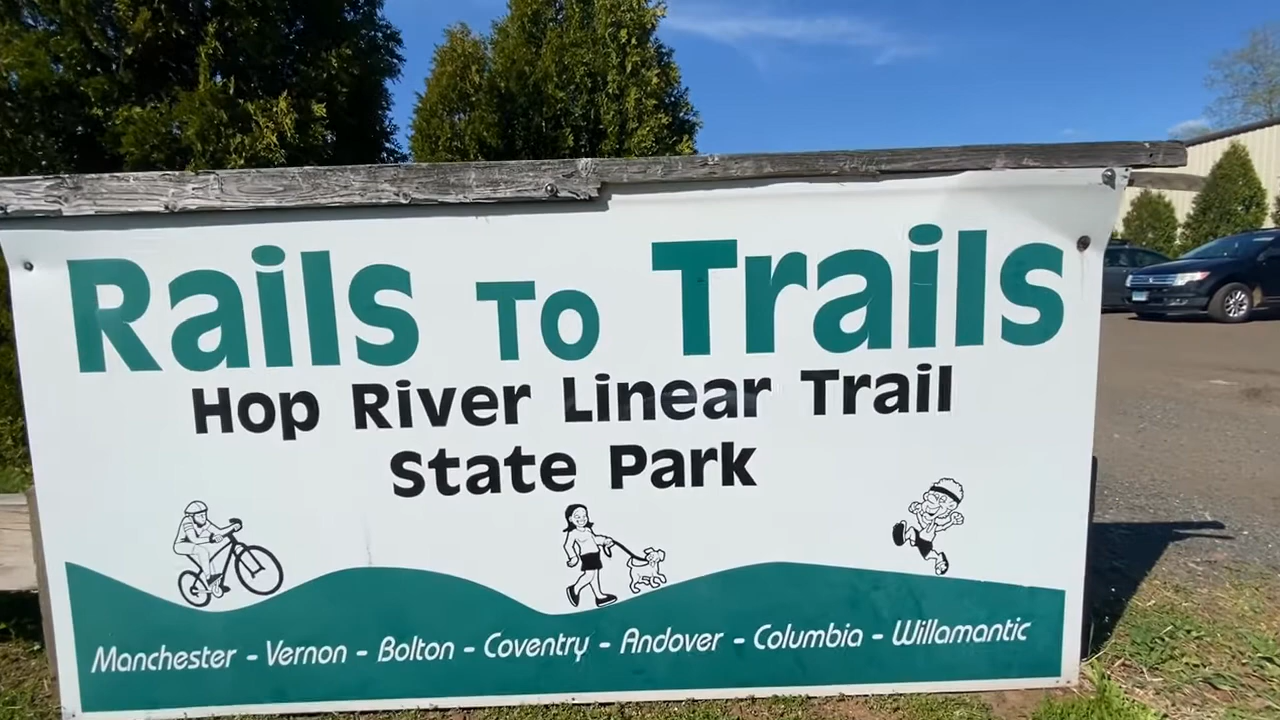 Rails To Trails
Hop River Linear Trail
State Park
Manchester - Vernon - Bolton - Coventry - Andover - Columbia - Willamantic